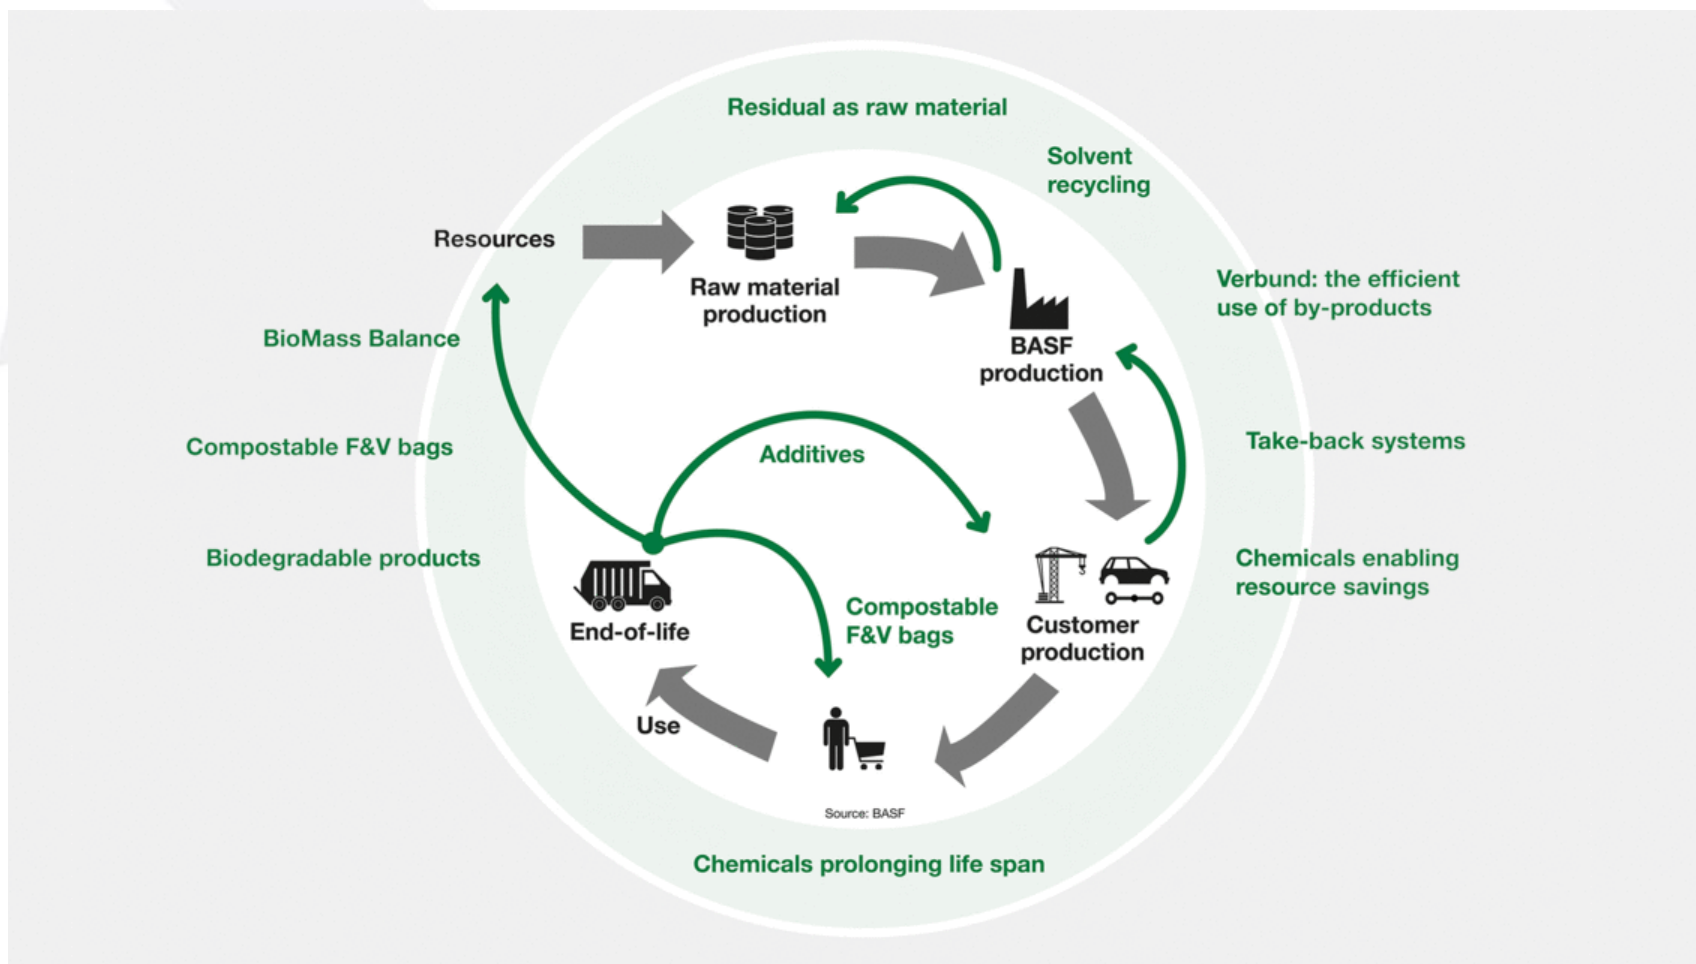 Residual as raw material
Solvent
recycling
Resources
Raw material
production
Verbund: the efficient
use of by-products
BioMass Balance
BASF
production
Compostable F&V bags
Additives
Take-back systems
Biodegradable products
Chemicals enabling
resource savings
End-of-life
Compostable
F&V bags
Customer
production
Use
Source: BASF
Chemicals prolonging life span